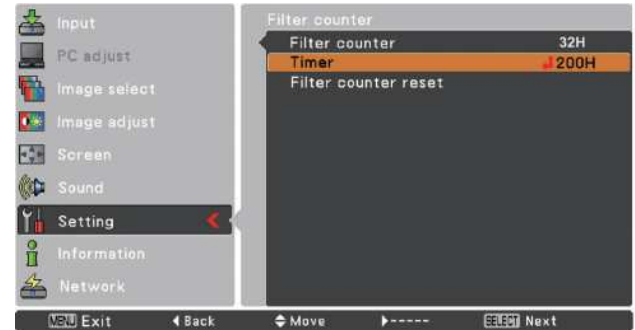 Input
PC adjust
Image select
Image adjust
Screen
Sound
Setting
Information
Network
Filter counter
Filter counter 32H
Timer 200H
Filter counter reset
MENU Exit Back Move ----- SELECT Next